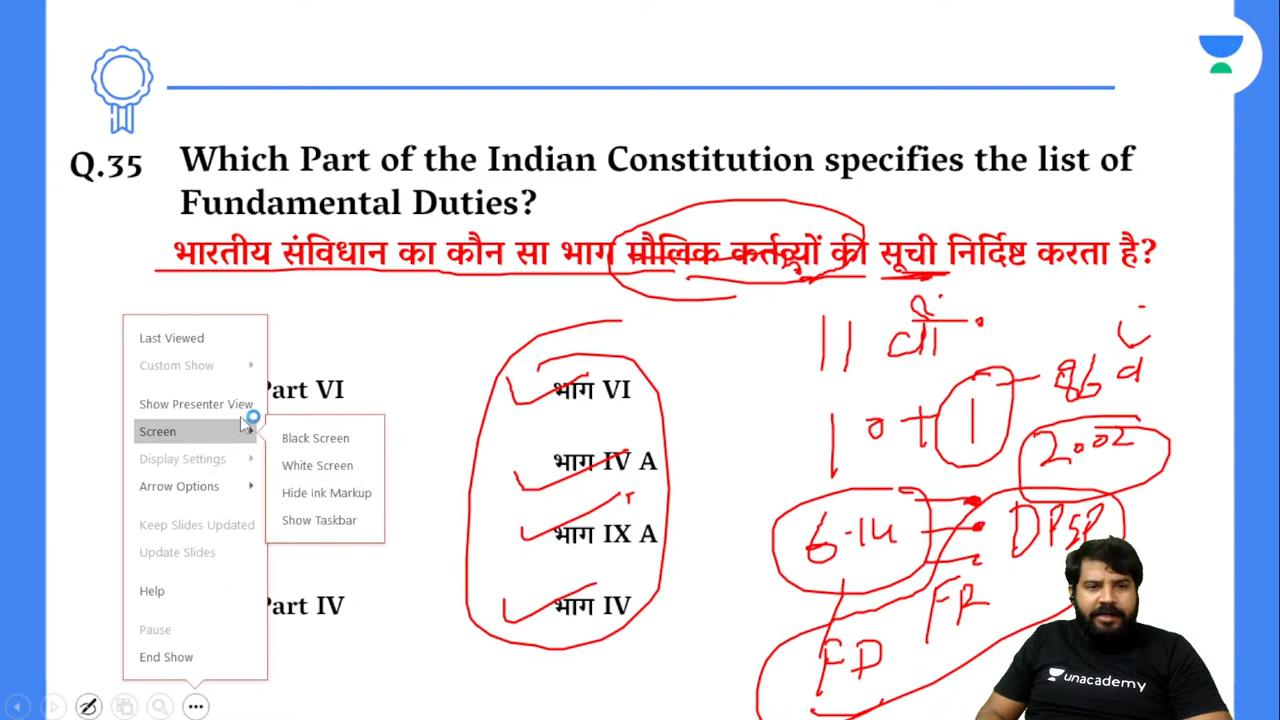 Q.35 Which Part of the Indian Constitution specifies the list of
Fundamental Duties?
भारतीय संविधान का कौन सा भाग मौलिक कर्तव्यों की सूची निर्दिष्ट करता है?
Last Viewed
Custom Show
Show Presenter View
Screen
Display Settings
Arrow Options
Keep Slides Updated
Update Slides
Help
Pause
End Show
Black Screen
White Screen
Hide Ink Markup
Show Taskbar
Part VI
Part IV
भाग VI
भाग IV A
भाग IX A
भाग IV
11 वी
10+1
86 वां
2002
6-14
DPSP
FR
FD
unacademy